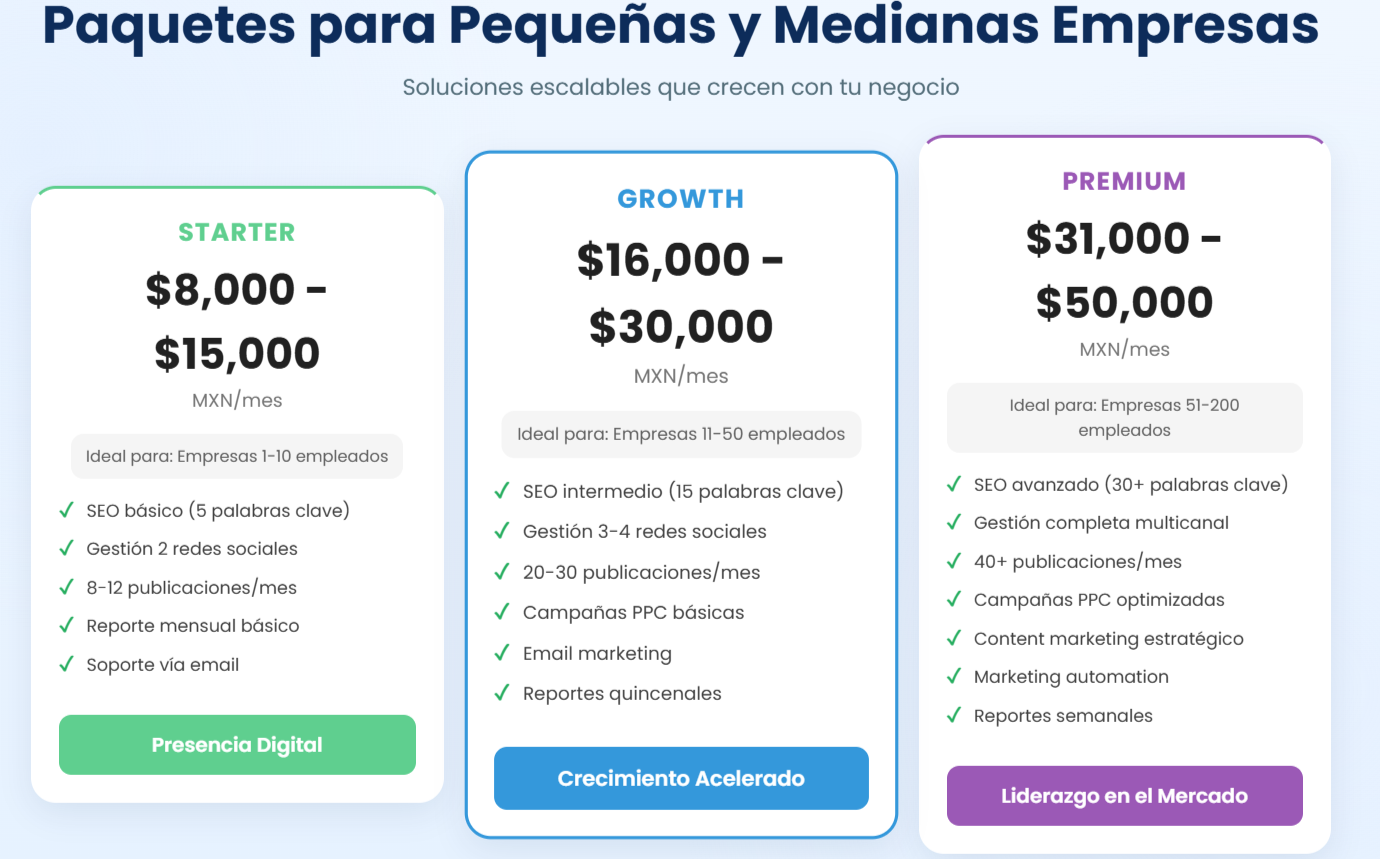 Paquetes para Pequeñas y Medianas Empresas
Soluciones escalables que crecen con tu negocio
STARTER
$8,000 -
$15,000
MXN/mes
Ideal para: Empresas 1-10 empleados
✓ SEO básico (5 palabras clave)
✓ Gestión 2 redes sociales
✓ 8-12 publicaciones/mes
✓ Reporte mensual básico
✓ Soporte vía email
Presencia Digital
GROWTH
$16,000 -
$30,000
MXN/mes
Ideal para: Empresas 11-50 empleados
✓ SEO intermedio (15 palabras clave)
✓ Gestión 3-4 redes sociales
✓ 20-30 publicaciones/mes
✓ Campañas PPC básicas
✓ Email marketing
✓ Reportes quincenales
Crecimiento Acelerado
PREMIUM
$31,000 -
$50,000
MXN/mes
Ideal para: Empresas 51-200
empleados
✓ SEO avanzado (30+ palabras clave)
✓ Gestión completa multicanal
✓ 40+ publicaciones/mes
✓ Campañas PPC optimizadas
✓ Content marketing estratégico
✓ Marketing automation
✓ Reportes semanales
Liderazgo en el Mercado